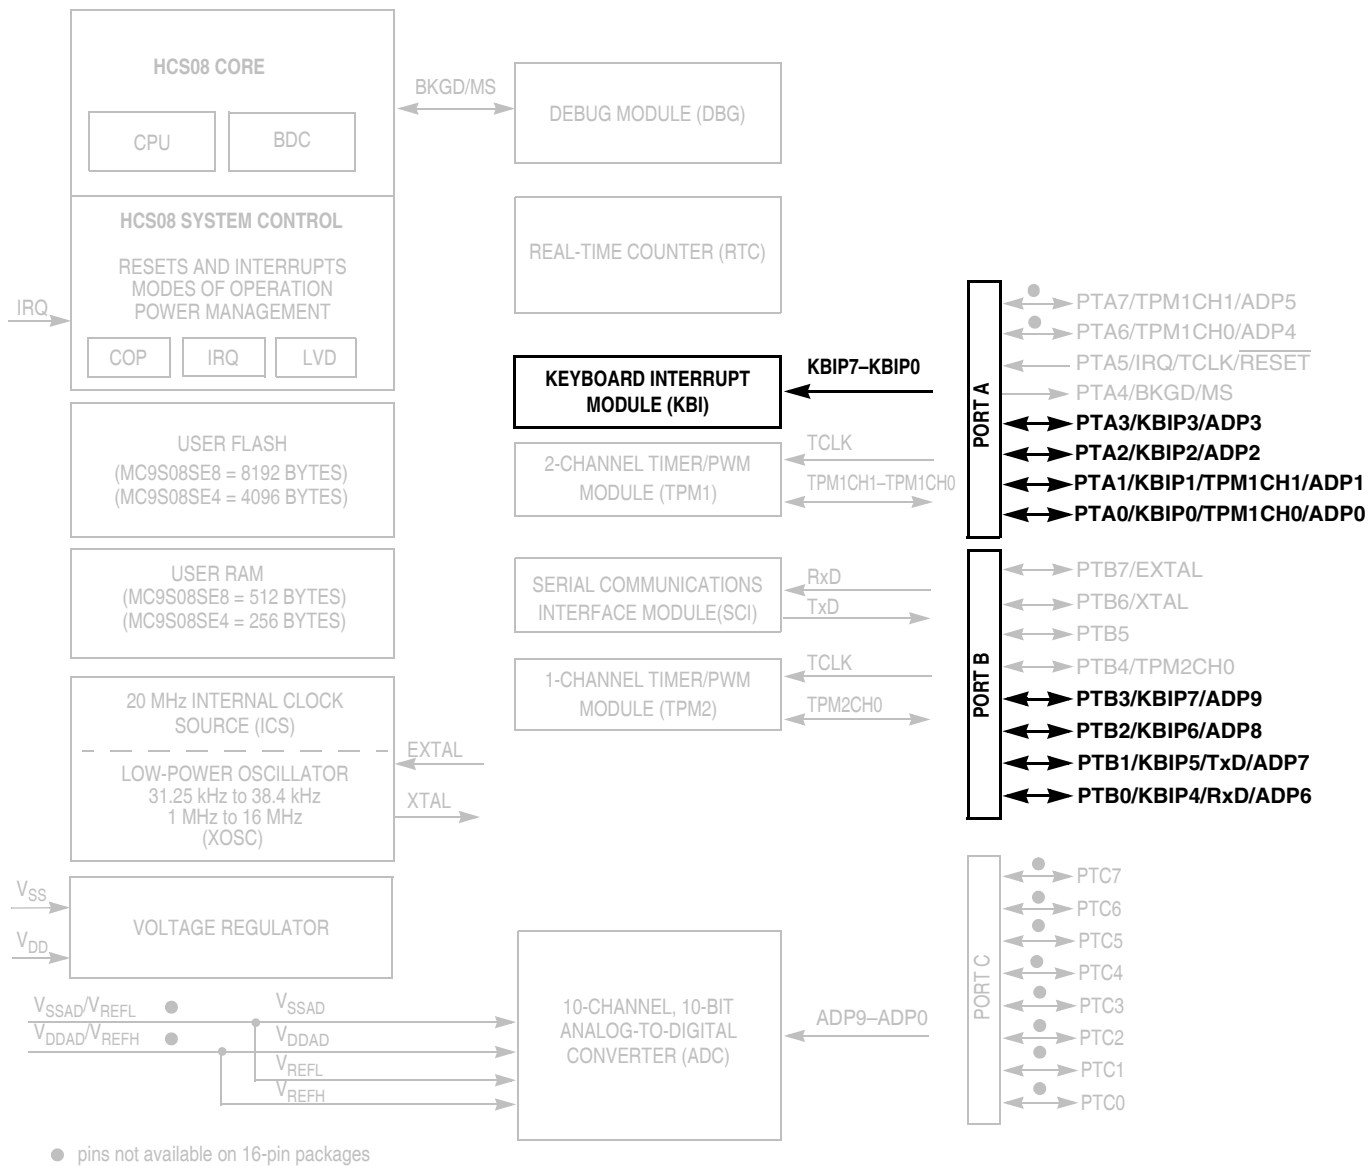 HCS08 CORE
CPU
BDC
BKGD/MS
DEBUG MODULE (DBG)
HCS08 SYSTEM CONTROL
RESETS AND INTERRUPTS
MODES OF OPERATION
POWER MANAGEMENT
IRQ
COP
IRQ
LVD
REAL-TIME COUNTER (RTC)
KEYBOARD INTERRUPT
MODULE (KBI)
KBIP7–KBIP0
USER FLASH
(MC9S08SE8 = 8192 BYTES)
(MC9S08SE4 = 4096 BYTES)
2-CHANNEL TIMER/PWM
MODULE (TPM1)
TCLK
TPM1CH1–TPM1CH0
USER RAM
(MC9S08SE8 = 512 BYTES)
(MC9S08SE4 = 256 BYTES)
SERIAL COMMUNICATIONS
INTERFACE MODULE(SCI)
RxD
TxD
20 MHz INTERNAL CLOCK
SOURCE (ICS)
LOW-POWER OSCILLATOR
31.25 kHz to 38.4 kHz
1 MHz to 16 MHz
(XOSC)
EXTAL
XTAL
1-CHANNEL TIMER/PWM
MODULE (TPM2)
TCLK
TPM2CH0
VSS
VDD
VOLTAGE REGULATOR
VSSAD/VREFL
VDDAD/VREFH
VSSAD
VDDAD
VREFL
VREFH
10-CHANNEL, 10-BIT
ANALOG-TO-DIGITAL
CONVERTER (ADC)
ADP9–ADP0
PORT A
PTA7/TPM1CH1/ADP5
PTA6/TPM1CH0/ADP4
PTA5/IRQ/TCLK/RESET
PTA4/BKGD/MS
PTA3/KBIP3/ADP3
PTA2/KBIP2/ADP2
PTA1/KBIP1/TPM1CH1/ADP1
PTA0/KBIP0/TPM1CH0/ADP0
PORT B
PTB7/EXTAL
PTB6/XTAL
PTB5
PTB4/TPM2CH0
PTB3/KBIP7/ADP9
PTB2/KBIP6/ADP8
PTB1/KBIP5/TxD/ADP7
PTB0/KBIP4/RxD/ADP6
PORT C
PTC7
PTC6
PTC5
PTC4
PTC3
PTC2
PTC1
PTC0
● pins not available on 16-pin packages